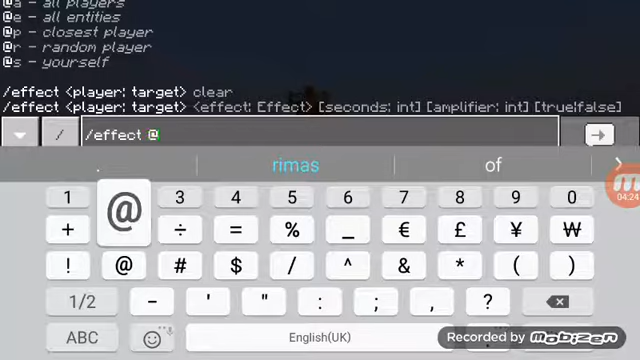 @a - all players
@e - all entities
@p - closest player
@r - random player
@s - yourself
/effect <player: target> clear
/effect <player: target> <effect: Effect> [seconds: int] [amplifier: int] [true|false]
/ /effect @
. rimas of
1 @ 3 4 5 6 7 8 9 0
+ ÷ = % _ € £ ¥ ₩
! @ # $ / ^ & * ( )
1/2 - ' " : ; , ?
ABC English(UK)
04:24
Recorded by mobizen